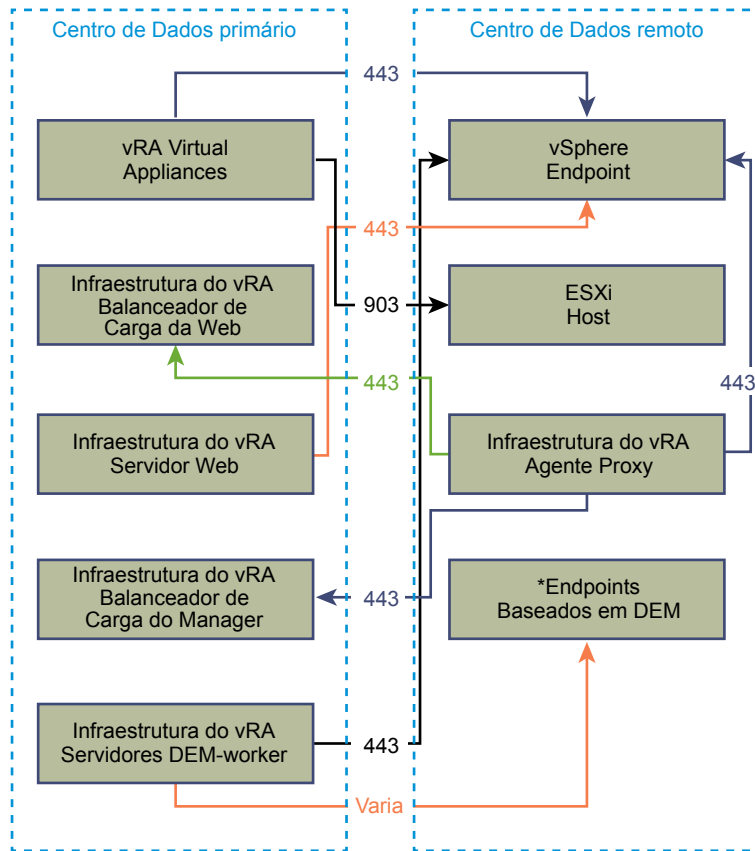 Centro de Dados primário
Centro de Dados remoto
443
vRA Virtual
Appliances
vSphere
Endpoint
443
Infraestrutura do vRA
Balanceador de
Carga da Web
903
ESXi
Host
443
443
Infraestrutura do vRA
Servidor Web
Infraestrutura do vRA
Agente Proxy
Infraestrutura do vRA
Balanceador de
Carga do Manager
443
*Endpoints
Baseados em DEM
Infraestrutura do vRA
Servidores DEM-worker
443
Varia